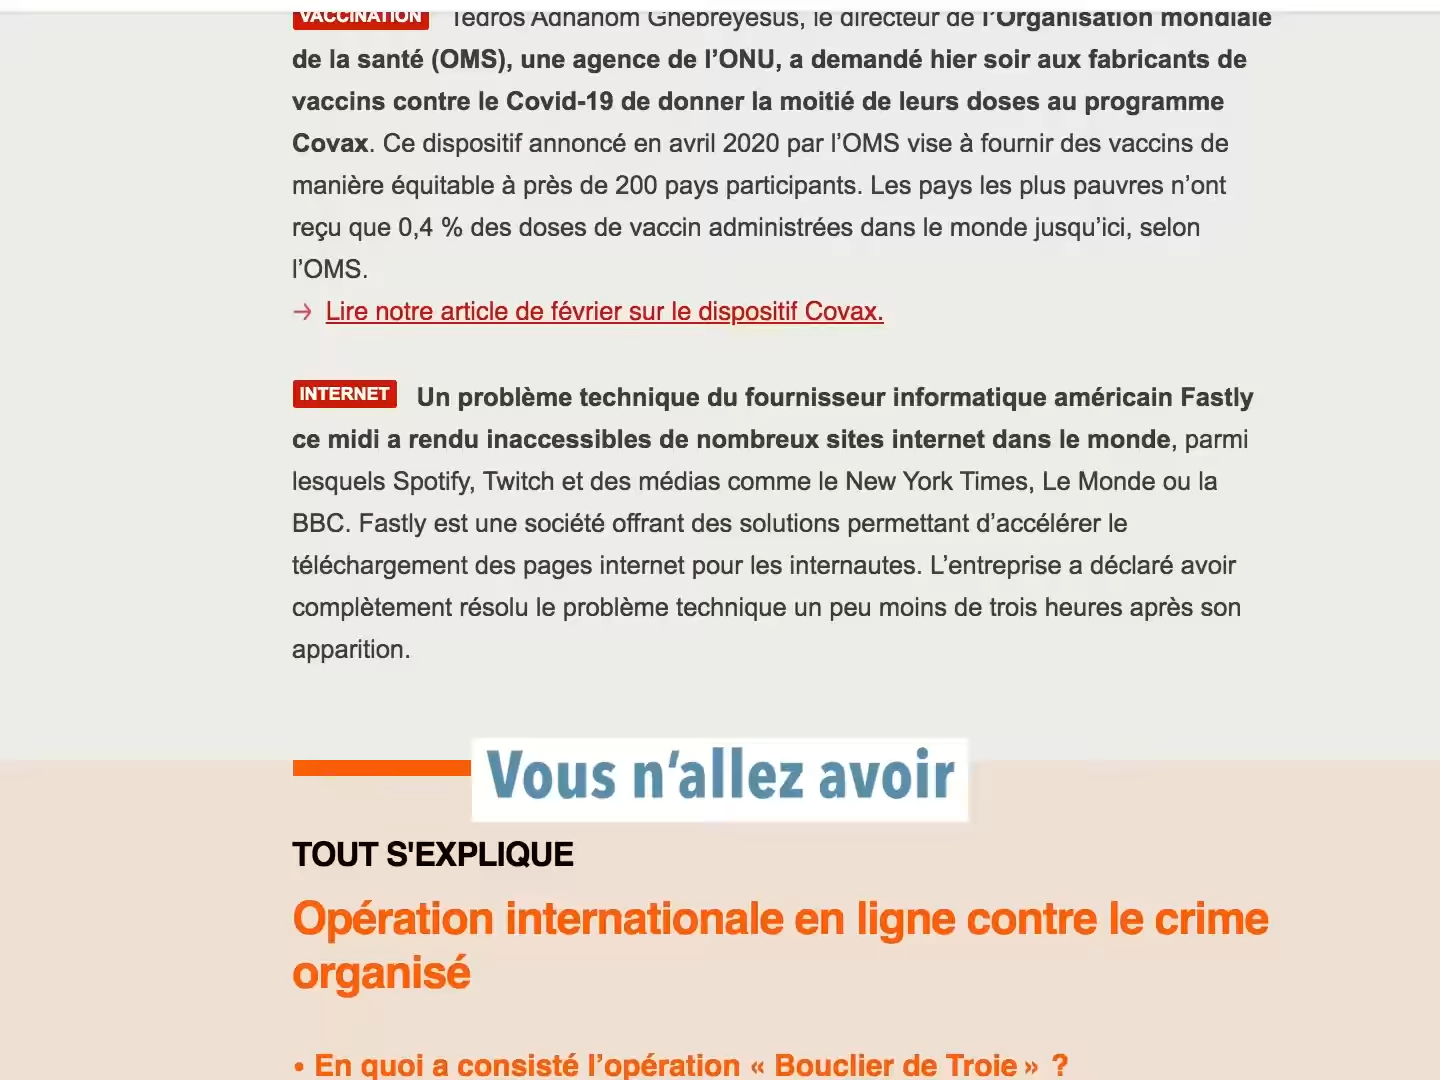 VACCINATION Tedros Adhanom Ghebreyesus, le directeur de l’Organisation mondiale
de la santé (OMS), une agence de l’ONU, a demandé hier soir aux fabricants de
vaccins contre le Covid-19 de donner la moitié de leurs doses au programme
Covax. Ce dispositif annoncé en avril 2020 par l’OMS vise à fournir des vaccins de
manière équitable à près de 200 pays participants. Les pays les plus pauvres n’ont
reçu que 0,4 % des doses de vaccin administrées dans le monde jusqu’ici, selon
l’OMS.
→ Lire notre article de février sur le dispositif Covax.
INTERNET Un problème technique du fournisseur informatique américain Fastly
ce midi a rendu inaccessibles de nombreux sites internet dans le monde, parmi
lesquels Spotify, Twitch et des médias comme le New York Times, Le Monde ou la
BBC. Fastly est une société offrant des solutions permettant d’accélérer le
téléchargement des pages internet pour les internautes. L’entreprise a déclaré avoir
complètement résolu le problème technique un peu moins de trois heures après son
apparition.
Vous n’allez avoir
TOUT S'EXPLIQUE
Opération internationale en ligne contre le crime
organisé
• En quoi a consisté l’opération « Bouclier de Troie » ?